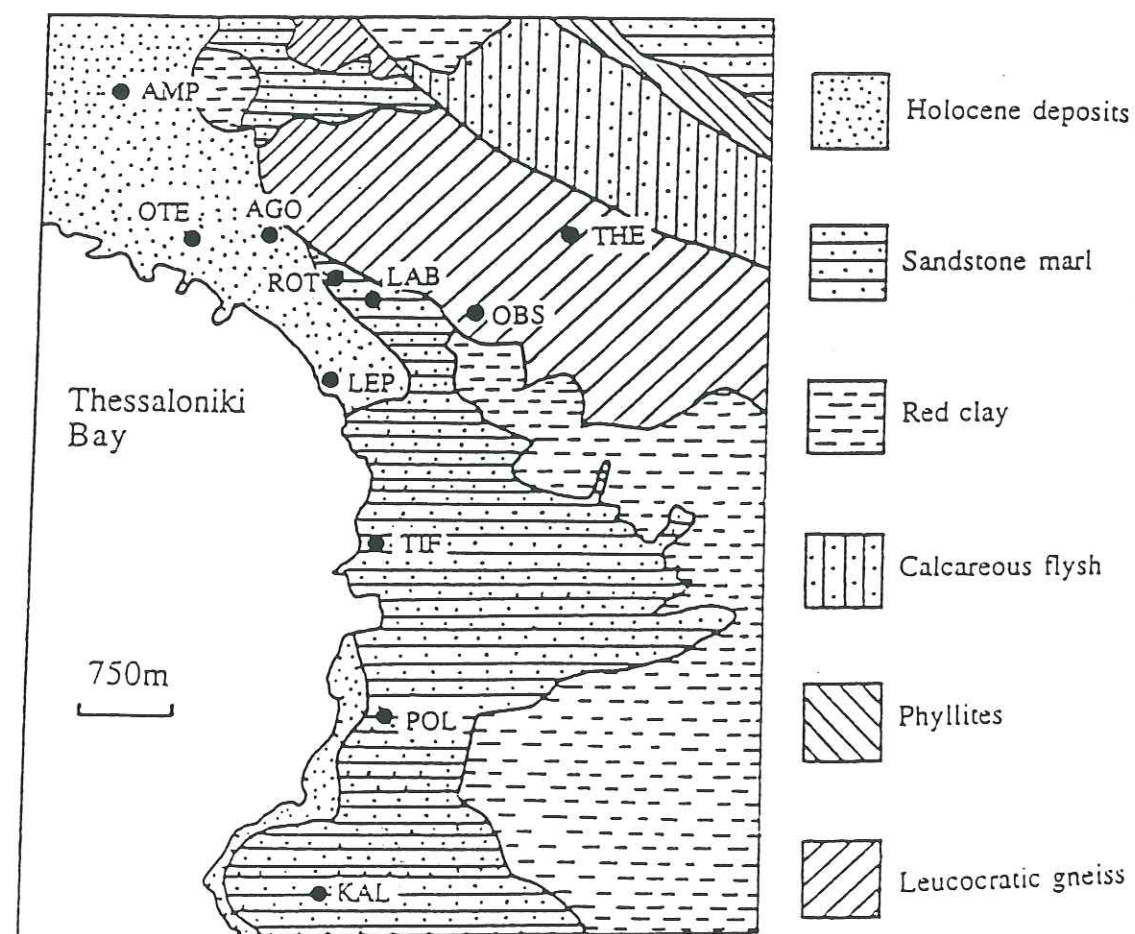 AMP
OTE
AGO
THE
ROT
LAB
OBS
LEP
Thessaloniki
Bay
TIF
750m
POL
KAL
Holocene deposits
Sandstone marl
Red clay
Calcareous flysh
Phyllites
Leucocratic gneiss